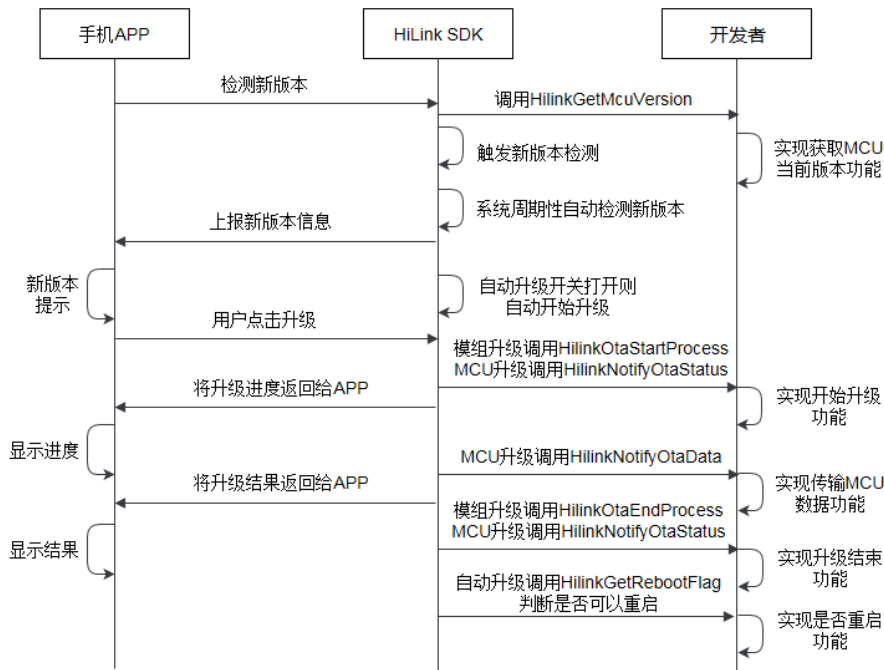 手机APP
HiLink SDK
开发者
检测新版本
调用HilinkGetMcuVersion
触发新版本检测
实现获取MCU
当前版本功能
系统周期性自动检测新版本
上报新版本信息
新版本
提示
自动升级开关打开则
自动开始升级
用户点击升级
模组升级调用HilinkOtaStartProcess
MCU升级调用HilinkNotifyOtaStatus
将升级进度返回给APP
实现开始升级
功能
显示进度
MCU升级调用HilinkNotifyOtaData
将升级结果返回给APP
实现传输MCU
数据功能
模组升级调用HilinkOtaEndProcess
MCU升级调用HilinkNotifyOtaStatus
显示结果
实现升级结束
功能
自动升级调用HilinkGetRebootFlag
判断是否可以重启
实现是否重启
功能